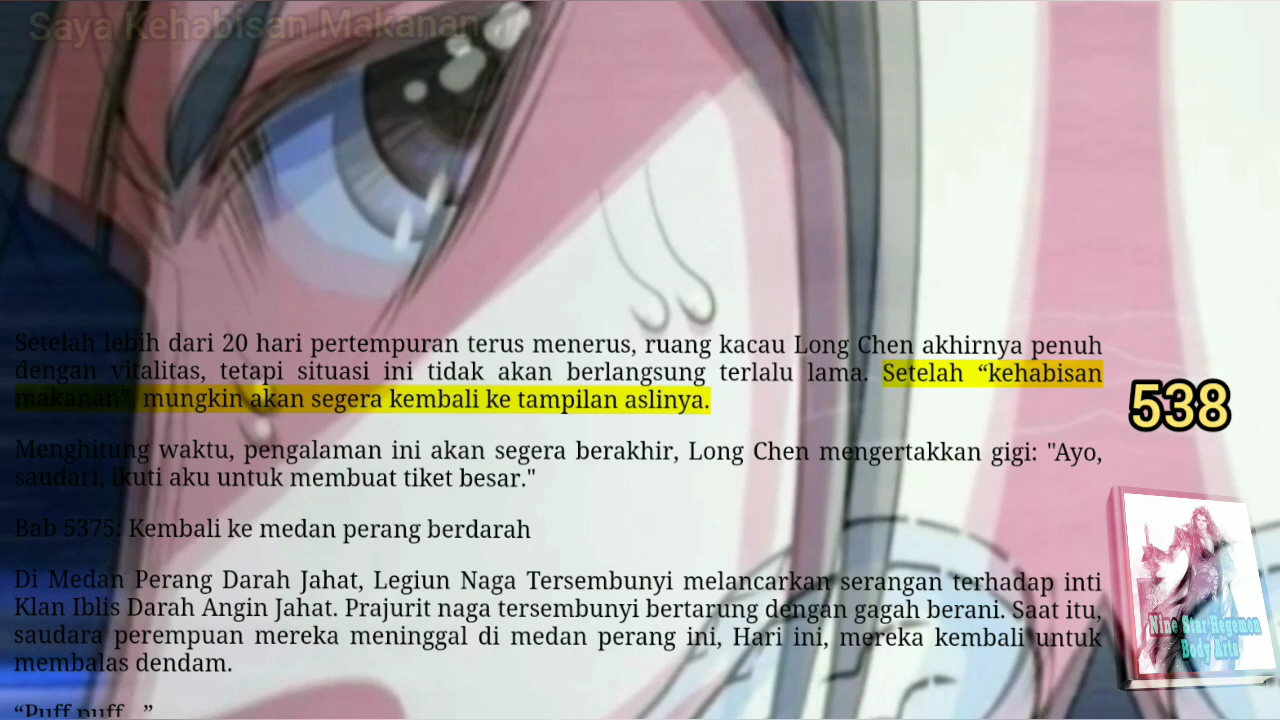 Saya Kehabisan Makanan...
Setelah lebih dari 20 hari pertempuran terus menerus, ruang kacau Long Chen akhirnya penuh
dengan vitalitas, tetapi situasi ini tidak akan berlangsung terlalu lama. Setelah “kehabisan
makanan”, mungkin akan segera kembali ke tampilan aslinya.
538
Menghitung waktu, pengalaman ini akan segera berakhir, Long Chen mengertakkan gigi: "Ayo,
saudari, ikuti aku untuk membuat tiket besar."
Bab 5375: Kembali ke medan perang berdarah
Di Medan Perang Darah Jahat, Legiun Naga Tersembunyi melancarkan serangan terhadap inti
Klan Iblis Darah Angin Jahat. Prajurit naga tersembunyi bertarung dengan gagah berani. Saat itu,
saudara perempuan mereka meninggal di medan perang ini, Hari ini, mereka kembali untuk
membalas dendam.
Nine Star Hegemon
Body Arts
“Puff puff…”